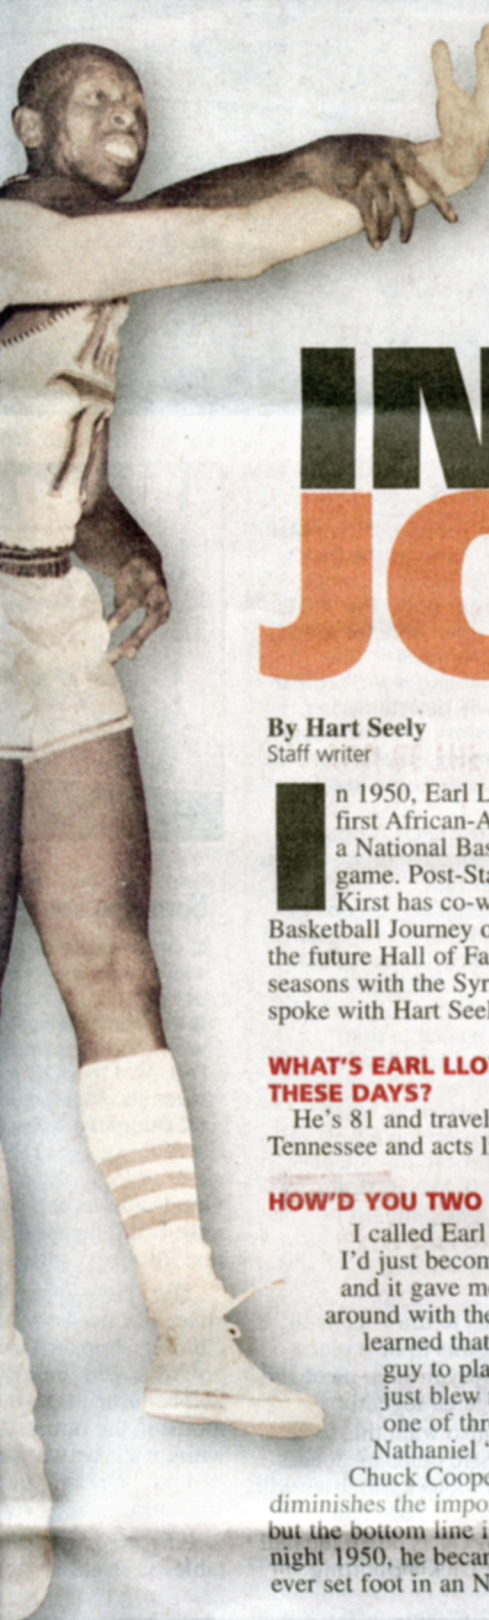 IN
JO
By Hart Seely
Staff writer
In 1950, Earl L
first African-A
a National Bas
game. Post-Sta
Kirst has co-w
Basketball Journey o
the future Hall of Fa
seasons with the Syr
spoke with Hart Seel
WHAT'S EARL LLO
THESE DAYS?
He's 81 and travel
Tennessee and acts l
HOW'D YOU TWO
I called Earl
I'd just becom
and it gave m
around with the
learned that
guy to pla
just blew
one of thr
Nathaniel "
Chuck Coope
diminishes the impo
but the bottom line i
night 1950, he becam
ever set foot in an N